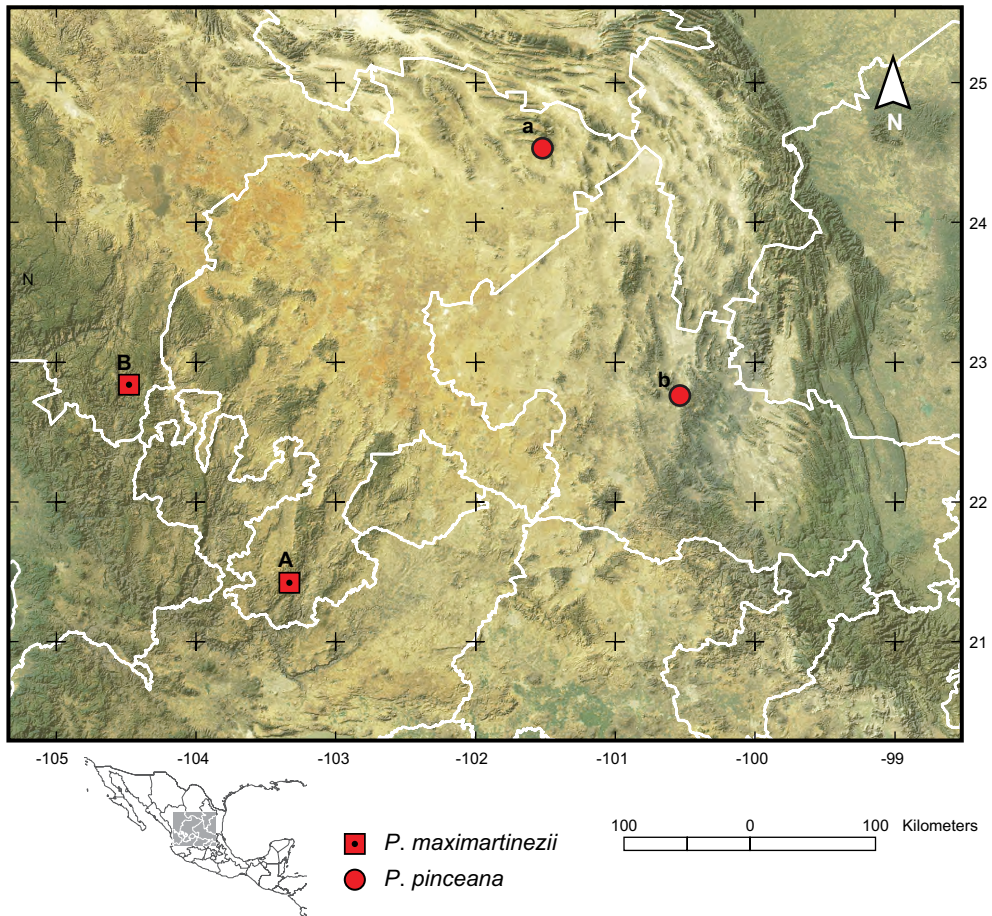 25
a
N
24
N
23
B
b
22
A
21
-105 -104 -103 -102 -101 -100 -99
100 0 100 Kilometers
P. maximartinezii
P. pinceana